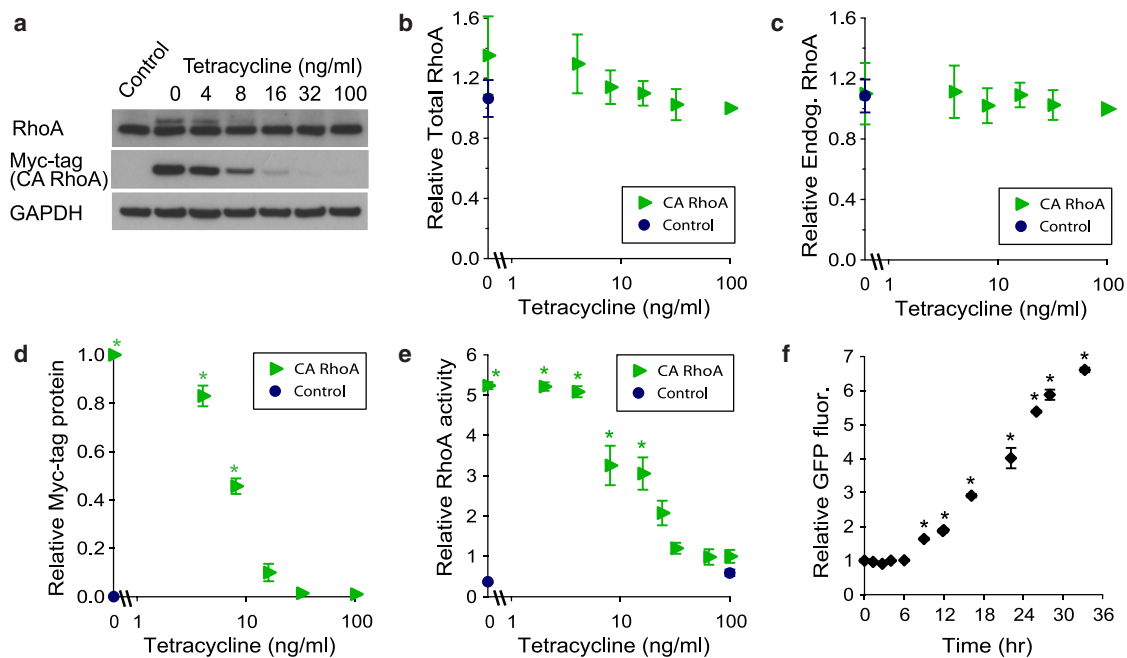 a
Control
Tetracycline (ng/ml)
0 4 8 16 32 100
RhoA
Myc-tag
(CA RhoA)
GAPDH
b
Relative Total RhoA
1.6
1.2
0.8
0.4
0.0
CA RhoA
Control
0 1 10 100
Tetracycline (ng/ml)
c
Relative Endog. RhoA
1.6
1.2
0.8
0.4
0.0
CA RhoA
Control
0 1 10 100
Tetracycline (ng/ml)
d
Relative Myc-tag protein
1.0
0.8
0.6
0.4
0.2
0.0
* * *
CA RhoA
Control
0 1 10 100
Tetracycline (ng/ml)
e
Relative RhoA activity
6
5
4
3
2
1
0
* * * * *
CA RhoA
Control
0 1 10 100
Tetracycline (ng/ml)
f
Relative GFP fluor.
7
6
5
4
3
2
1
0
* * * * * * *
0 6 12 18 24 30 36
Time (hr)